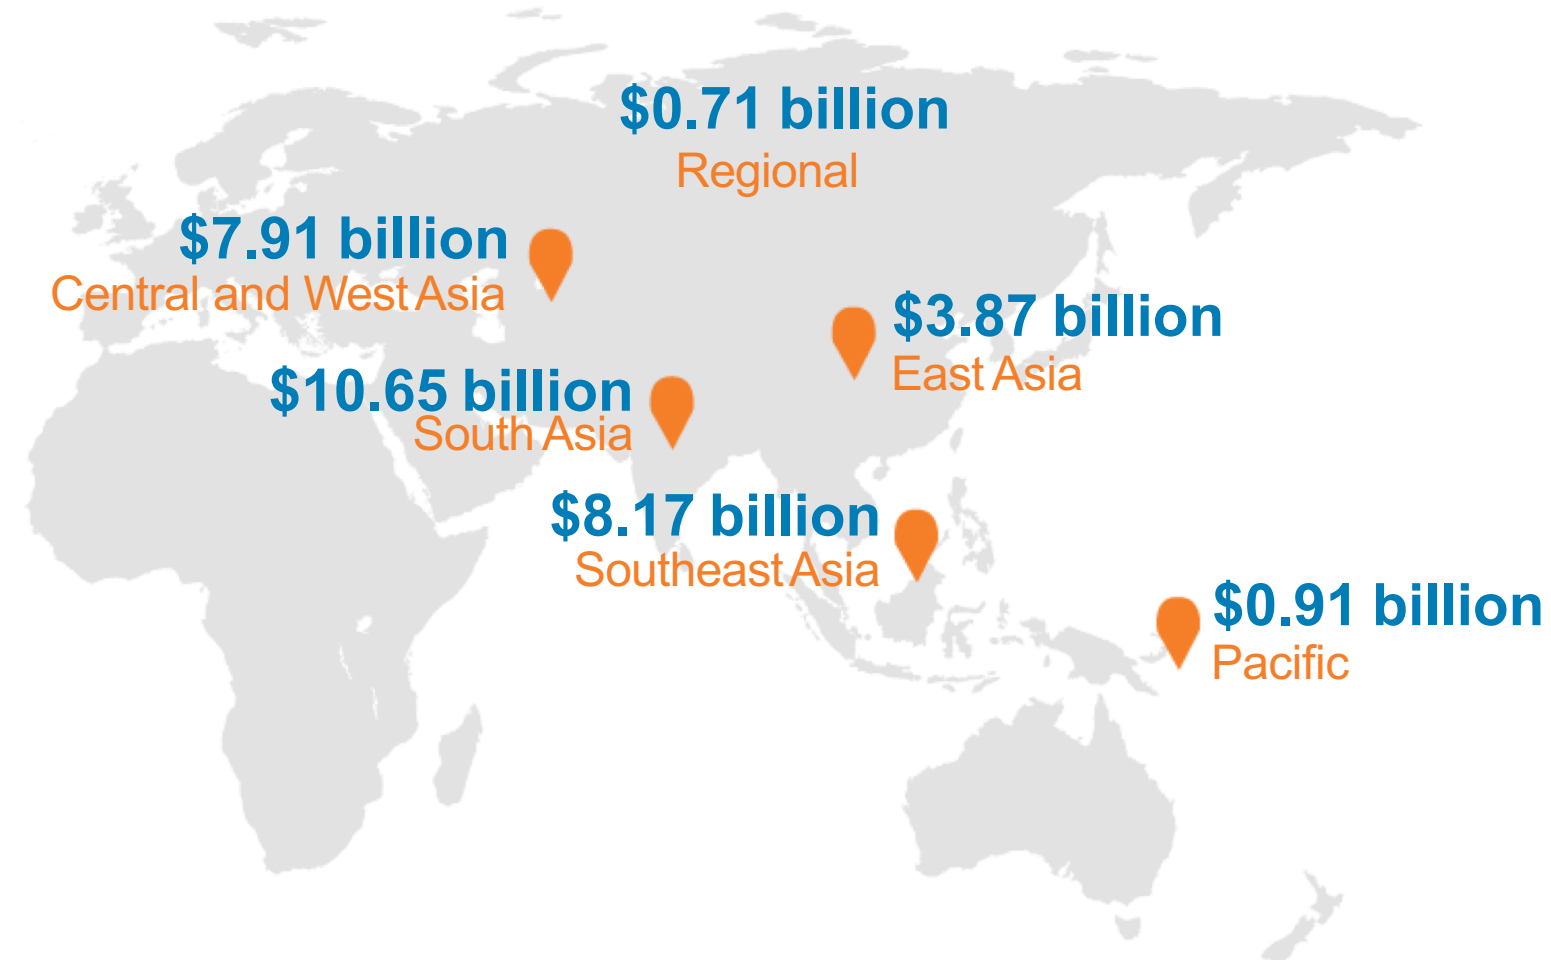 $0.71 billion
Regional
$7.91 billion
Central and West Asia
$3.87 billion
East Asia
$10.65 billion
South Asia
$8.17 billion
Southeast Asia
$0.91 billion
Pacific